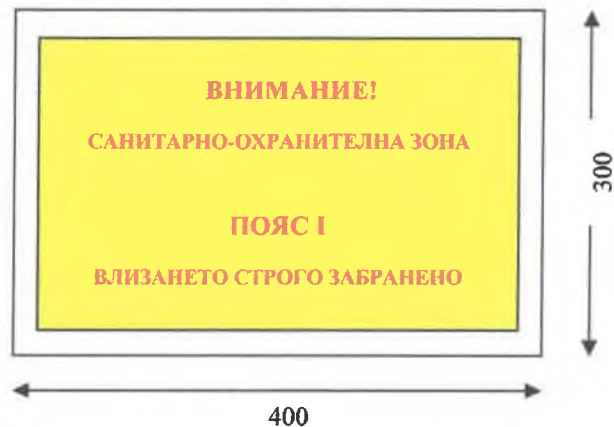 ВНИМАНИЕ!
САНИТАРНО-ОХРАНИТЕЛНА ЗОНА
ПОЯС I
ВЛИЗАНЕТО СТРОГО ЗАБРАНЕНО
300
400